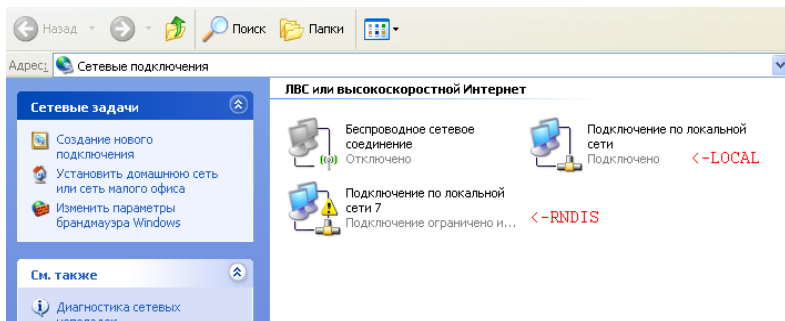 Назад
Поиск
Папки
Адрес: Сетевые подключения
Сетевые задачи
Создание нового
подключения
Установить домашнюю сеть
или сеть малого офиса
Изменить параметры
брандмауэра Windows
См. также
Диагностика сетевых
ЛВС или высокоскоростной Интернет
Беспроводное сетевое
соединение
Отключено
Подключение по локальной
сети
Подключено
<-LOCAL
Подключение по локальной
сети 7
Подключение ограничено и...
<-RNDIS